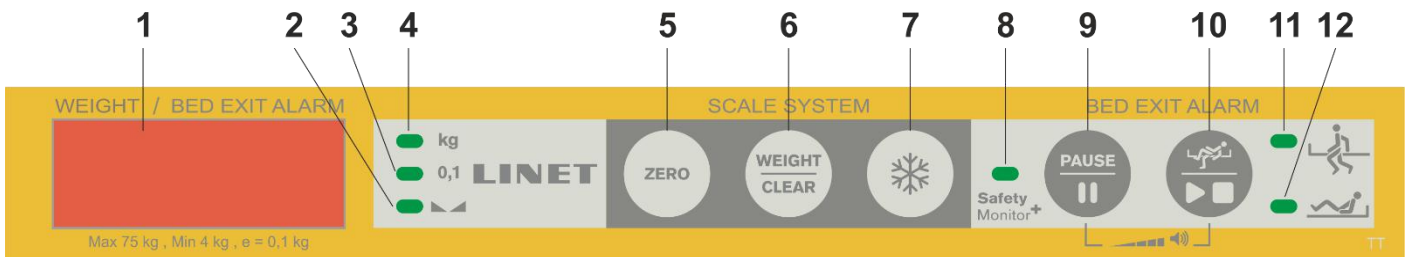 1 2 3 4 5 6 7 8 9 10 11 12
WEIGHT / BED EXIT ALARM
SCALE SYSTEM
BED EXIT ALARM
kg
0,1
LINET
ZERO
WEIGHT
CLEAR
Safety
Monitor+
PAUSE
Max 75 kg , Min 4 kg , e = 0,1 kg
TT